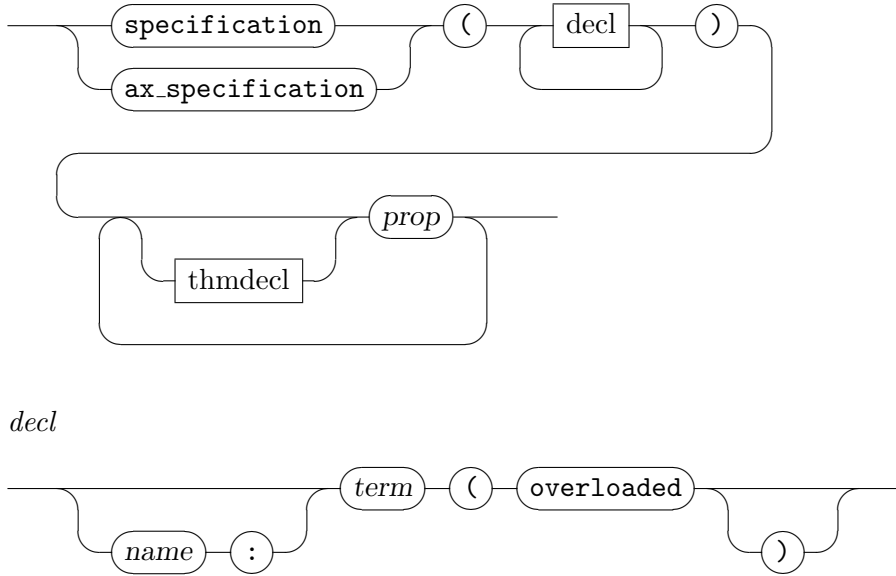 specification ( decl )
ax_specification
prop
thmdecl
decl
term ( overloaded
name : )